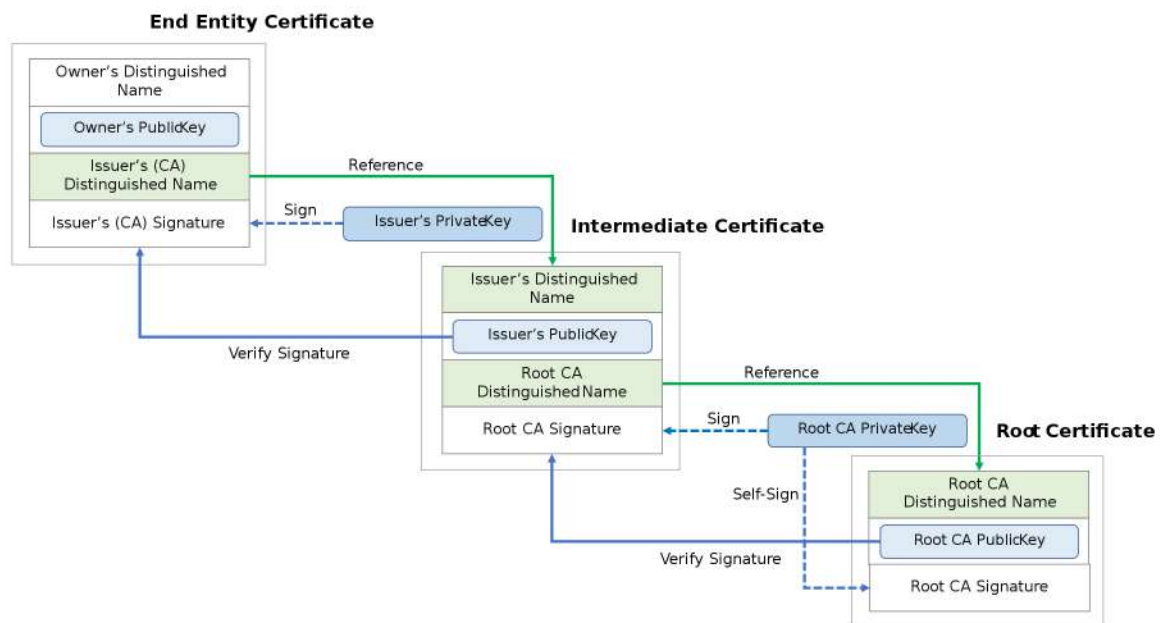 End Entity Certificate
Owner's Distinguished
Name
Owner's PublicKey
Issuer's (CA)
Distinguished Name
Issuer's (CA) Signature
Reference
Sign
Issuer's PrivateKey
Verify Signature
Intermediate Certificate
Issuer's Distinguished
Name
Issuer's PublicKey
Root CA
Distinguished Name
Root CA Signature
Reference
Sign
Root CA PrivateKey
Self-Sign
Verify Signature
Root Certificate
Root CA
Distinguished Name
Root CA PublicKey
Root CA Signature